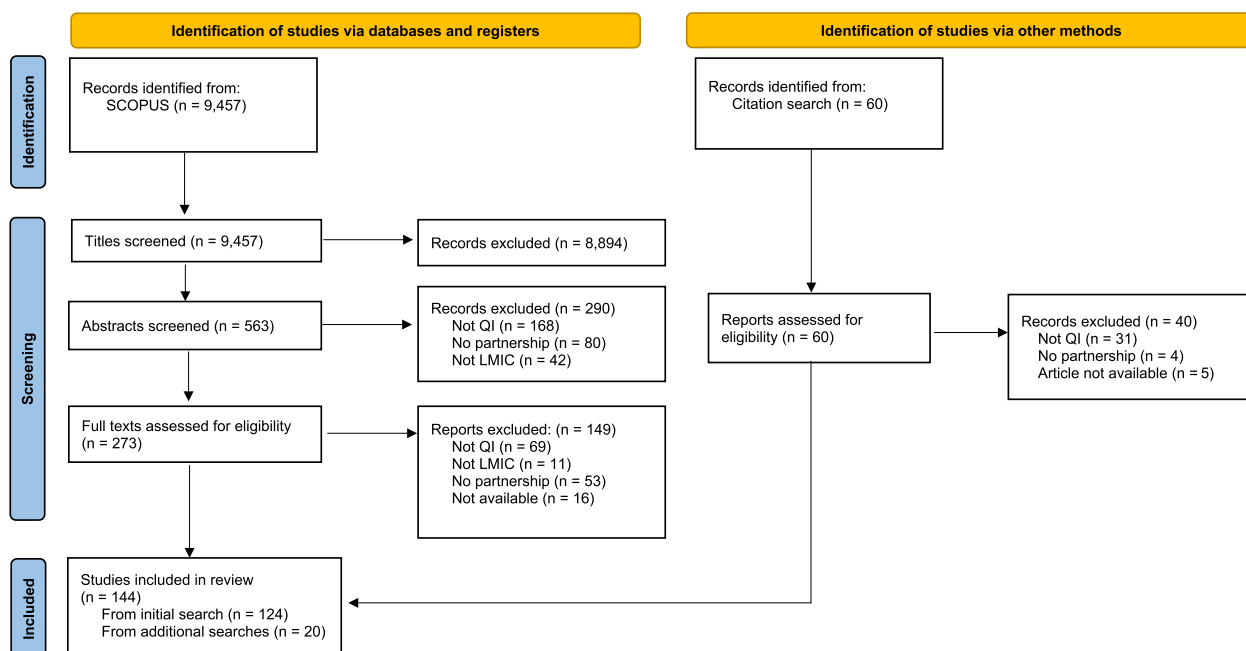 Identification of studies via databases and registers
Identification of studies via other methods
Identification
Records identified from:
SCOPUS (n = 9,457)
Records identified from:
Citation search (n = 60)
Screening
Titles screened (n = 9,457)
Records excluded (n = 8,894)
Abstracts screened (n = 563)
Records excluded (n = 290)
Not QI (n = 168)
No partnership (n = 80)
Not LMIC (n = 42)
Reports assessed for
eligibility (n = 60)
Records excluded (n = 40)
Not QI (n = 31)
No partnership (n = 4)
Article not available (n = 5)
Full texts assessed for eligibility
(n = 273)
Reports excluded: (n = 149)
Not QI (n = 69)
Not LMIC (n = 11)
No partnership (n = 53)
Not available (n = 16)
Included
Studies included in review
(n = 144)
From initial search (n = 124)
From additional searches (n = 20)